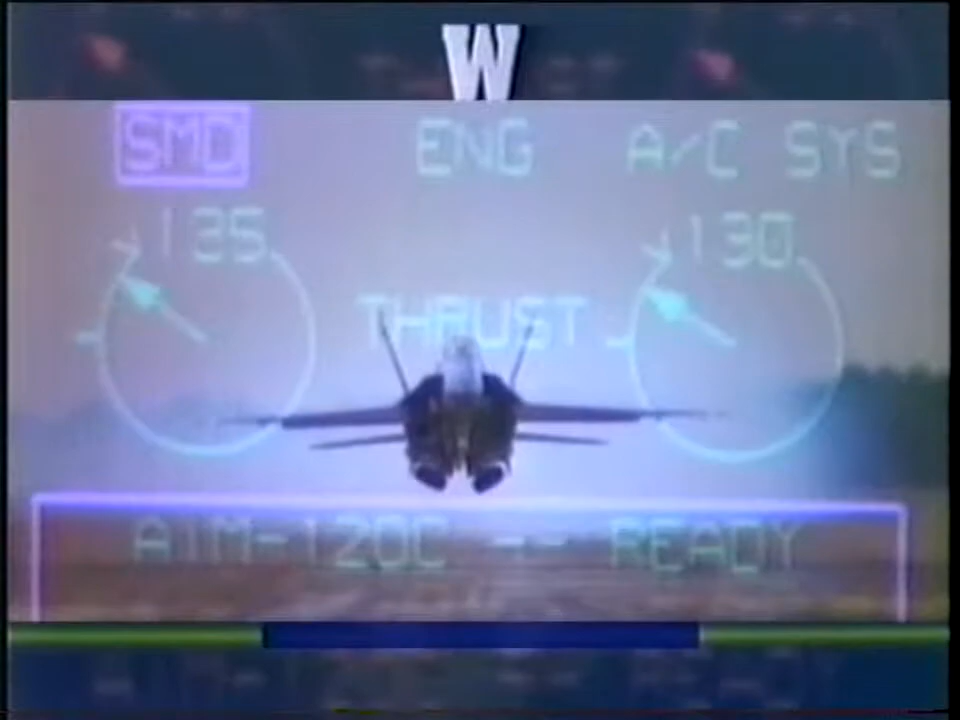 W
SMD ENG A/C SYS
135 130
THRUST
AIM-120C -- READY